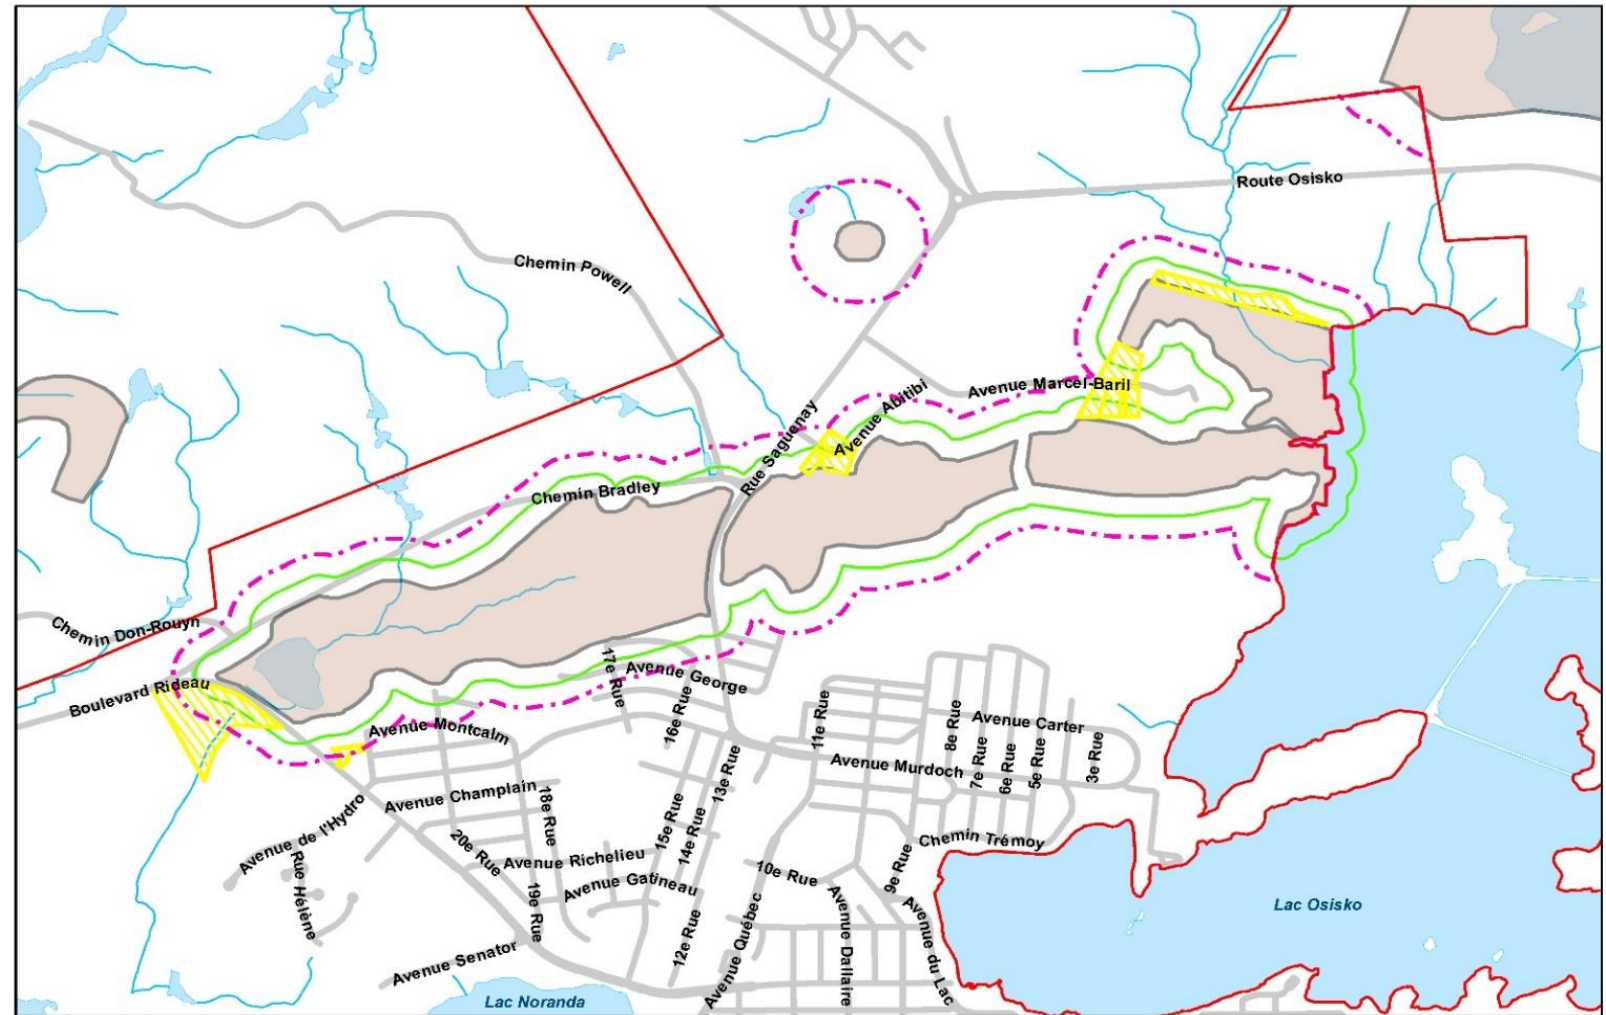 Route Osisko
Chemin Powell
Avenue Marcel-Baril
Avenue Abitibi
Rue Saguenay
Chemin Bradley
Chemin Don-Rouyn
Boulevard Rideau
17e Rue
Avenue George
16e Rue
11e Rue
8e Rue
Avenue Carter
Avenue Montcalm
7e Rue
6e Rue
5e Rue
3e Rue
Avenue Murdoch
13e Rue
Avenue Champlain
18e Rue
15e Rue
14e Rue
Avenue de l'Hydro
20e Rue
Chemin Trémoy
Rue Hélène
Avenue Richelieu
10e Rue
9e Rue
Avenue Gatineau
19e Rue
12e Rue
Avenue Québec
Avenue Dallaire
Avenue du Lac
Lac Osisko
Avenue Senator
Lac Noranda